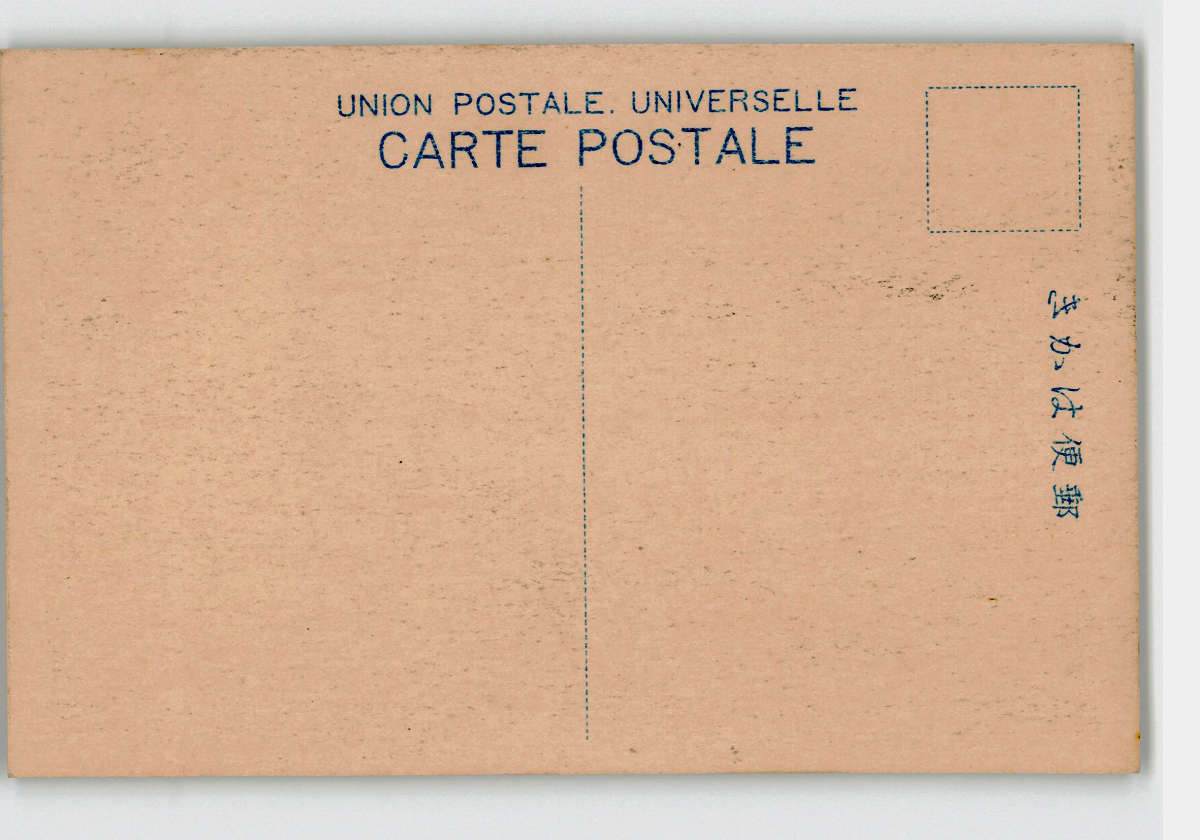 UNION POSTALE. UNIVERSELLE
CARTE POSTALE
郵便はかき